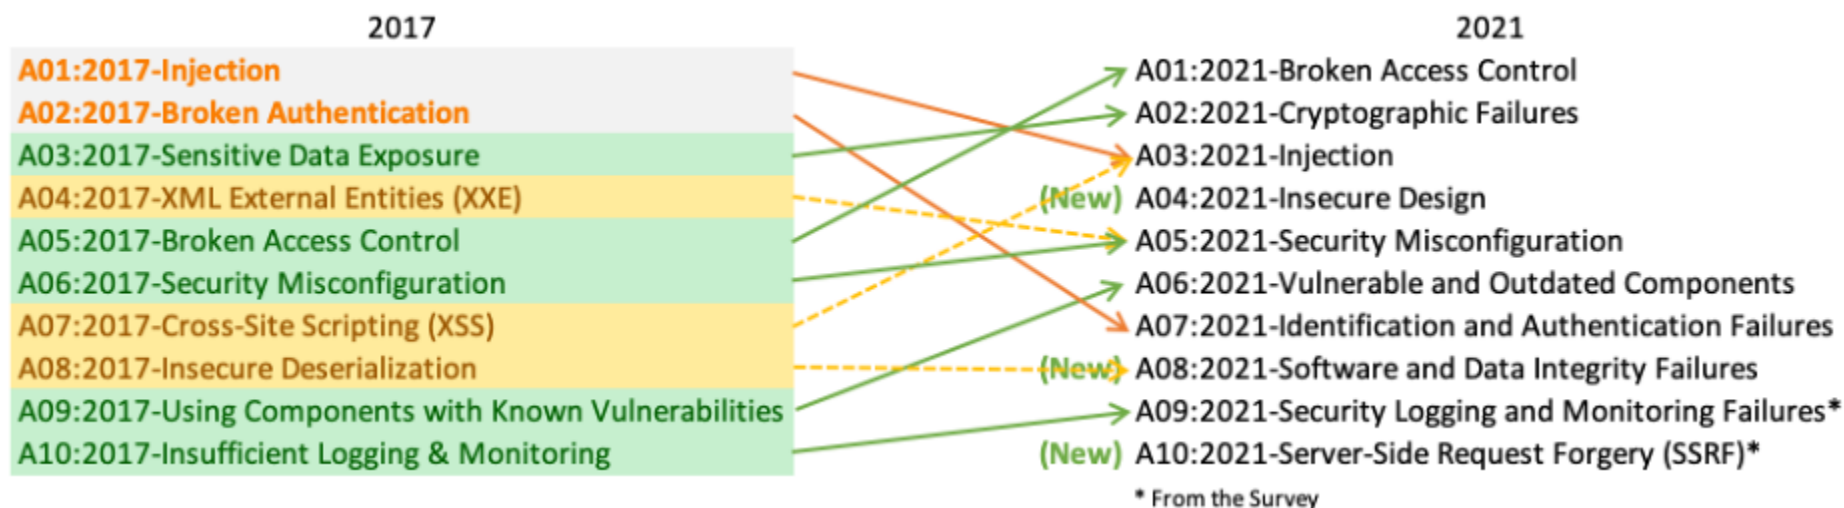 2017
A01:2017-Injection
A02:2017-Broken Authentication
A03:2017-Sensitive Data Exposure
A04:2017-XML External Entities (XXE)
A05:2017-Broken Access Control
A06:2017-Security Misconfiguration
A07:2017-Cross-Site Scripting (XSS)
A08:2017-Insecure Deserialization
A09:2017-Using Components with Known Vulnerabilities
A10:2017-Insufficient Logging & Monitoring
2021
A01:2021-Broken Access Control
A02:2021-Cryptographic Failures
A03:2021-Injection
(New) A04:2021-Insecure Design
A05:2021-Security Misconfiguration
A06:2021-Vulnerable and Outdated Components
A07:2021-Identification and Authentication Failures
(New) A08:2021-Software and Data Integrity Failures
A09:2021-Security Logging and Monitoring Failures*
(New) A10:2021-Server-Side Request Forgery (SSRF)*
* From the Survey